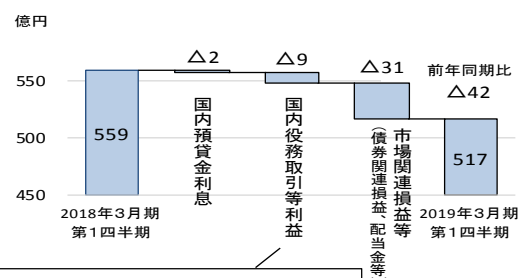 億円
550
500
450
△2
△9
△31
前年同期比
△42
559
517
国内預貸金利息
国内役務取引等利益
市場関連損益等
(債券関連損益、配当金等
2018年3月期
第1四半期
2019年3月期
第1四半期